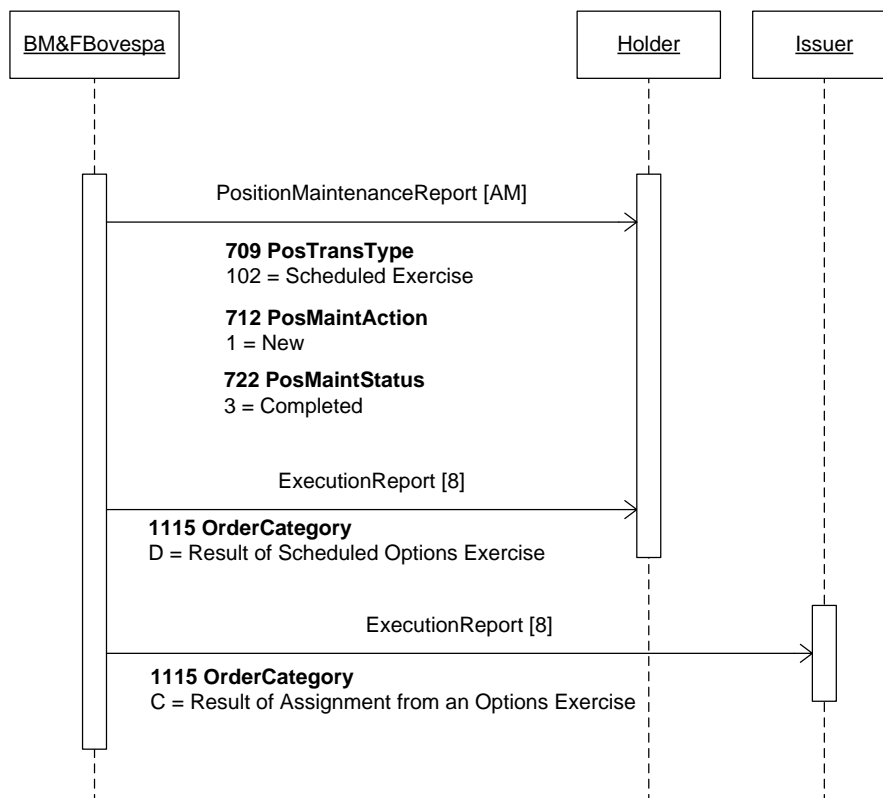 BM&FBovespa
Holder
Issuer
PositionMaintenanceReport [AM]
709 PosTransType
102 = Scheduled Exercise
712 PosMaintAction
1 = New
722 PosMaintStatus
3 = Completed
ExecutionReport [8]
1115 OrderCategory
D = Result of Scheduled Options Exercise
ExecutionReport [8]
1115 OrderCategory
C = Result of Assignment from an Options Exercise